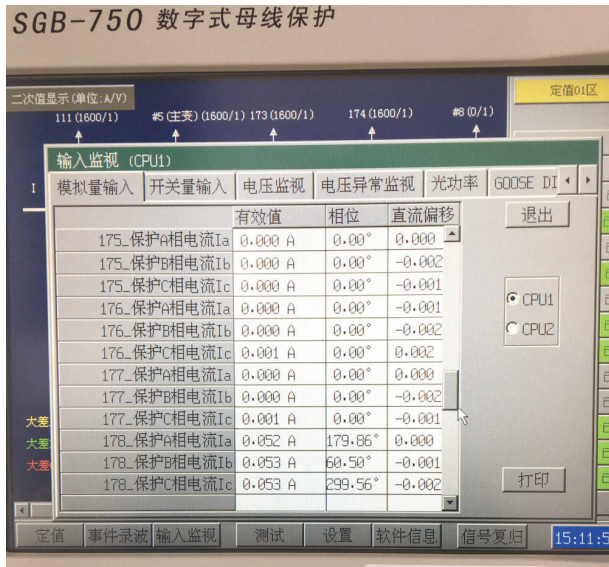 SGB-750 数字式母线保护
二次值显示(单位:A/V)
定值01区
111(1600/1) #5(主变)(1600/1) 173(1600/1) 174(1600/1) #8(0/1)
输入监视 (CPU1)
模拟量输入 开关量输入 电压监视 电压异常监视 光功率 GOOSE DI
I
有效值 相位 直流偏移
退出
175_保护A相电流Ia 0.000 A 0.00° 0.000
175_保护B相电流Ib 0.000 A 0.00° -0.002
175_保护C相电流Ic 0.000 A 0.00° -0.001
176_保护A相电流Ia 0.000 A 0.00° -0.001
176_保护B相电流Ib 0.000 A 0.00° -0.002
176_保护C相电流Ic 0.001 A 0.00° 0.002
177_保护A相电流Ia 0.000 A 0.00° 0.000
177_保护B相电流Ib 0.000 A 0.00° -0.002
177_保护C相电流Ic 0.001 A 0.00° -0.001
178_保护A相电流Ia 0.052 A 179.86° 0.000
178_保护B相电流Ib 0.053 A 60.50° -0.001
178_保护C相电流Ic 0.053 A 299.56° -0.002
CPU1
CPU2
打印
大差
大差
大差
定值 事件录波 输入监视 测试 设置 软件信息 信号复归 15:11:5